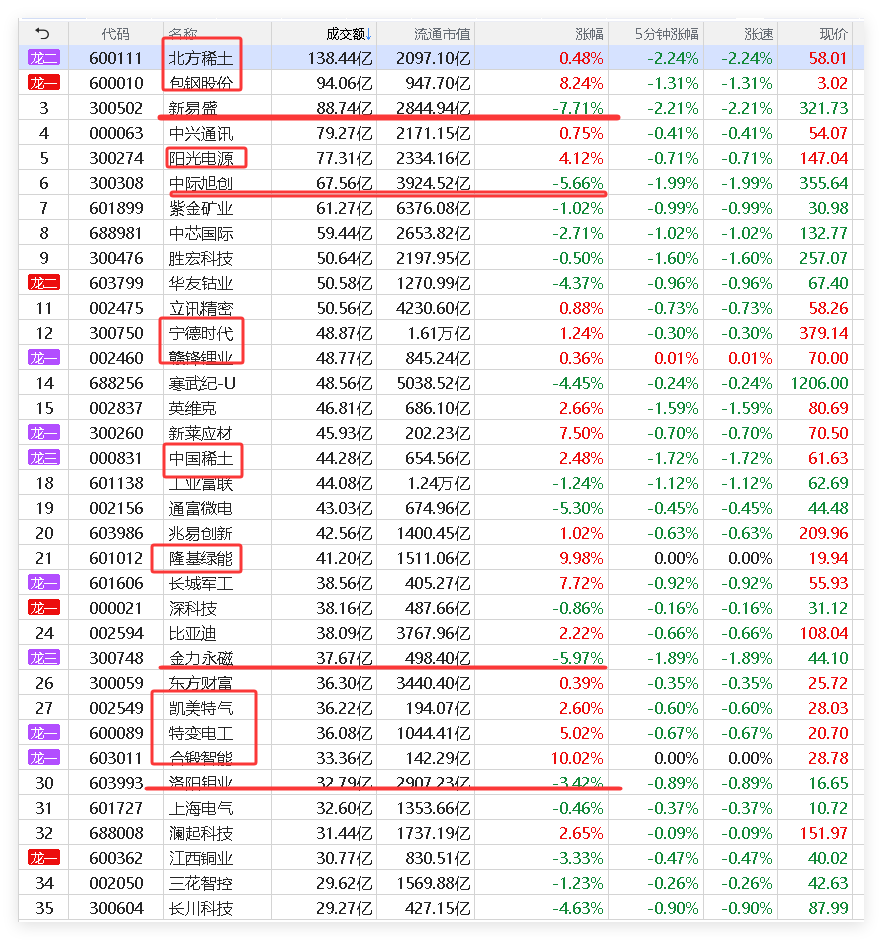 代码 名称 成交额↓ 流通市值 涨幅 5分钟涨幅 涨速 现价
龙二 600111 北方稀土 138.44亿 2097.10亿 0.48% -2.24% -2.24% 58.01
龙一 600010 包钢股份 94.06亿 947.70亿 8.24% -1.31% -1.31% 3.02
3 300502 新易盛 88.74亿 2844.94亿 -7.71% -2.21% -2.21% 321.73
4 000063 中兴通讯 79.27亿 2171.15亿 0.75% -0.41% -0.41% 54.07
5 300274 阳光电源 77.31亿 2334.16亿 4.12% -0.71% -0.71% 147.04
6 300308 中际旭创 67.56亿 3924.52亿 -5.66% -1.99% -1.99% 355.64
7 601899 紫金矿业 61.27亿 6376.08亿 -1.02% -0.99% -0.99% 30.98
8 688981 中芯国际 59.44亿 2653.82亿 -2.71% -1.02% -1.02% 132.77
9 300476 胜宏科技 50.64亿 2197.95亿 -0.50% -1.60% -1.60% 257.07
龙二 603799 华友钴业 50.58亿 1270.99亿 -4.37% -0.96% -0.96% 67.40
11 002475 立讯精密 50.56亿 4230.60亿 0.88% -0.73% -0.73% 58.26
12 300750 宁德时代 48.87亿 1.61万亿 1.24% -0.30% -0.30% 379.14
龙一 002460 赣锋锂业 48.77亿 845.24亿 0.36% 0.01% 0.01% 70.00
14 688256 寒武纪-U 48.56亿 5038.52亿 -4.45% -0.24% -0.24% 1206.00
15 002837 英维克 46.81亿 686.10亿 2.66% -1.59% -1.59% 80.69
龙一 300260 新莱应材 45.93亿 202.23亿 7.50% -0.70% -0.70% 70.50
龙三 000831 中国稀土 44.28亿 654.56亿 2.48% -1.72% -1.72% 61.63
18 601138 工业富联 44.08亿 1.24万亿 -1.24% -1.12% -1.12% 62.69
19 002156 通富微电 43.03亿 674.96亿 -5.30% -0.45% -0.45% 44.48
20 603986 兆易创新 42.56亿 1400.45亿 1.02% -0.63% -0.63% 209.96
21 601012 隆基绿能 41.20亿 1511.06亿 9.98% 0.00% 0.00% 19.94
龙一 601606 长城军工 38.56亿 405.27亿 7.72% -0.92% -0.92% 55.93
龙一 000021 深科技 38.16亿 487.66亿 -0.86% -0.16% -0.16% 31.12
24 002594 比亚迪 38.09亿 3767.96亿 2.22% -0.66% -0.66% 108.04
龙三 300748 金力永磁 37.67亿 498.40亿 -5.97% -1.89% -1.89% 44.10
26 300059 东方财富 36.30亿 3440.40亿 0.39% -0.35% -0.35% 25.72
27 002549 凯美特气 36.22亿 194.07亿 2.60% -0.60% -0.60% 28.03
龙一 600089 特变电工 36.08亿 1044.41亿 5.02% -0.67% -0.67% 20.70
龙一 603011 合锻智能 33.36亿 142.29亿 10.02% 0.00% 0.00% 28.78
30 603993 洛阳钼业 32.79亿 2907.23亿 -3.42% -0.89% -0.89% 16.65
31 601727 上海电气 32.60亿 1353.66亿 -0.46% -0.37% -0.37% 10.72
32 688008 澜起科技 31.44亿 1737.19亿 2.65% -0.09% -0.09% 151.97
龙一 600362 江西铜业 30.77亿 830.51亿 -3.33% -0.47% -0.47% 40.02
34 002050 三花智控 29.62亿 1569.88亿 -1.23% -0.26% -0.26% 42.63
35 300604 长川科技 29.27亿 427.15亿 -4.63% -0.90% -0.90% 87.99